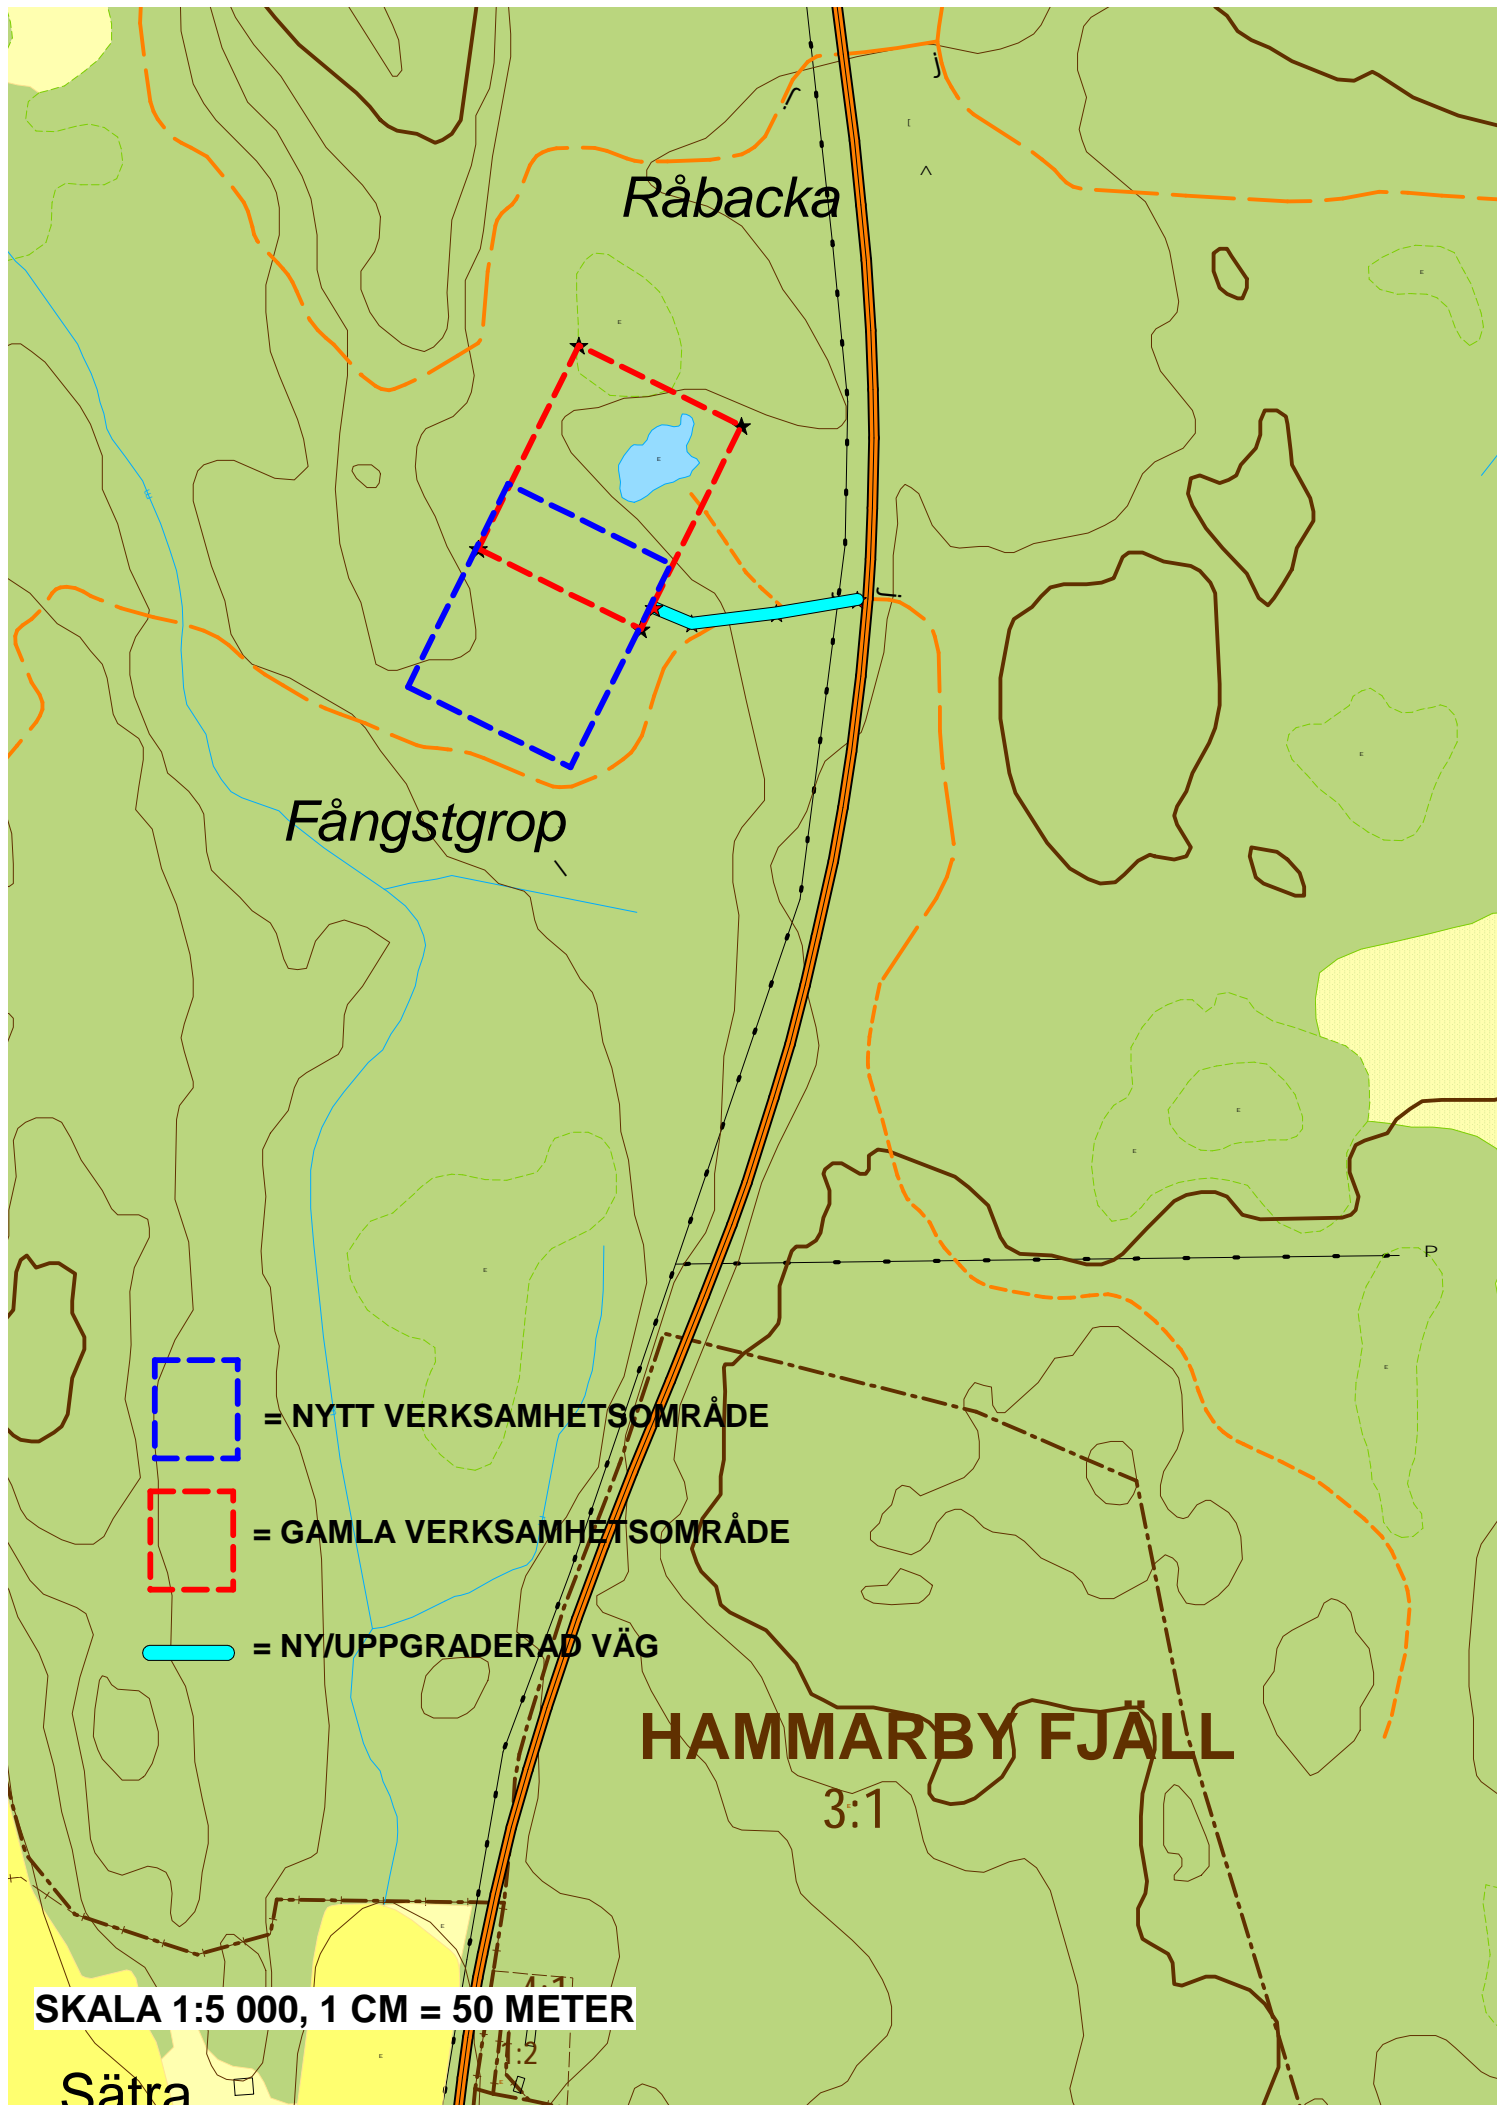 Råbacka
Fångstgrop
P
= NYTT VERKSAMHETSOMRÅDE
= GAMLA VERKSAMHETSOMRÅDE
= NY/UPPGRADERAD VÄG
HAMMARBY FJÄLL
3:1
SKALA 1:5 000, 1 CM = 50 METER
Sätra